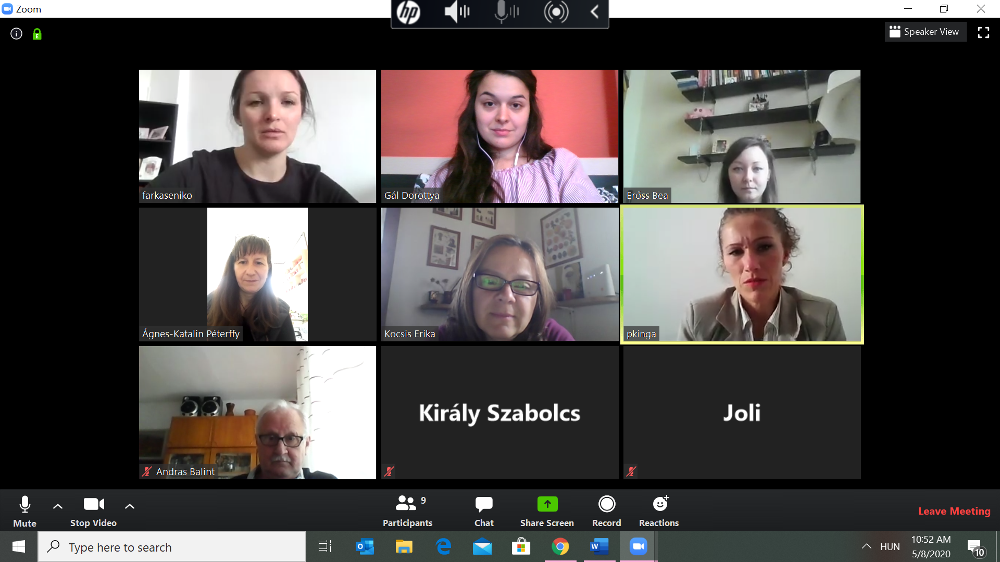 Zoom
hp
Speaker View
E
farkaseniko
Gál Dorottya
Erőss Bea
Ágnes-Katalin Péterffy
Kocsis Erika
pkinga
Andras Balint
Király Szabolcs
Joli
Mute
Stop Video
9
Participants
Chat
Share Screen
Record
Reactions
Leave Meeting
Type here to search
HUN
10:52 AM
5/8/2020
10